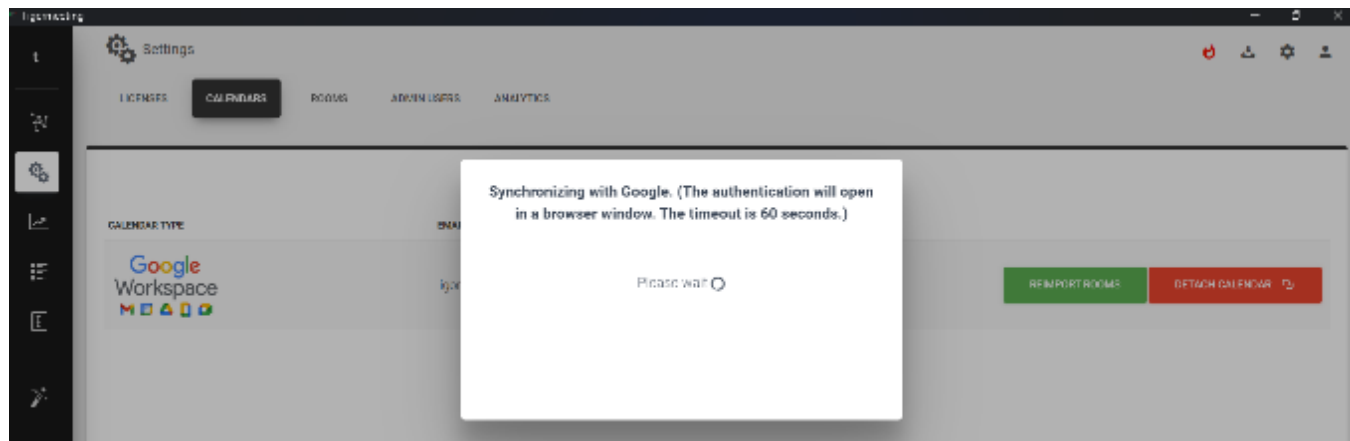 Settings
LICENSES CALENDARS ROOMS ADMIN USERS ANALYTICS
Synchronizing with Google. (The authentication will open
in a browser window. The timeout is 60 seconds.)
CALENDAR TYPE EMAI
Google
Workspace
Please wait
REIMPORT ROOMS DETACH CALENDAR